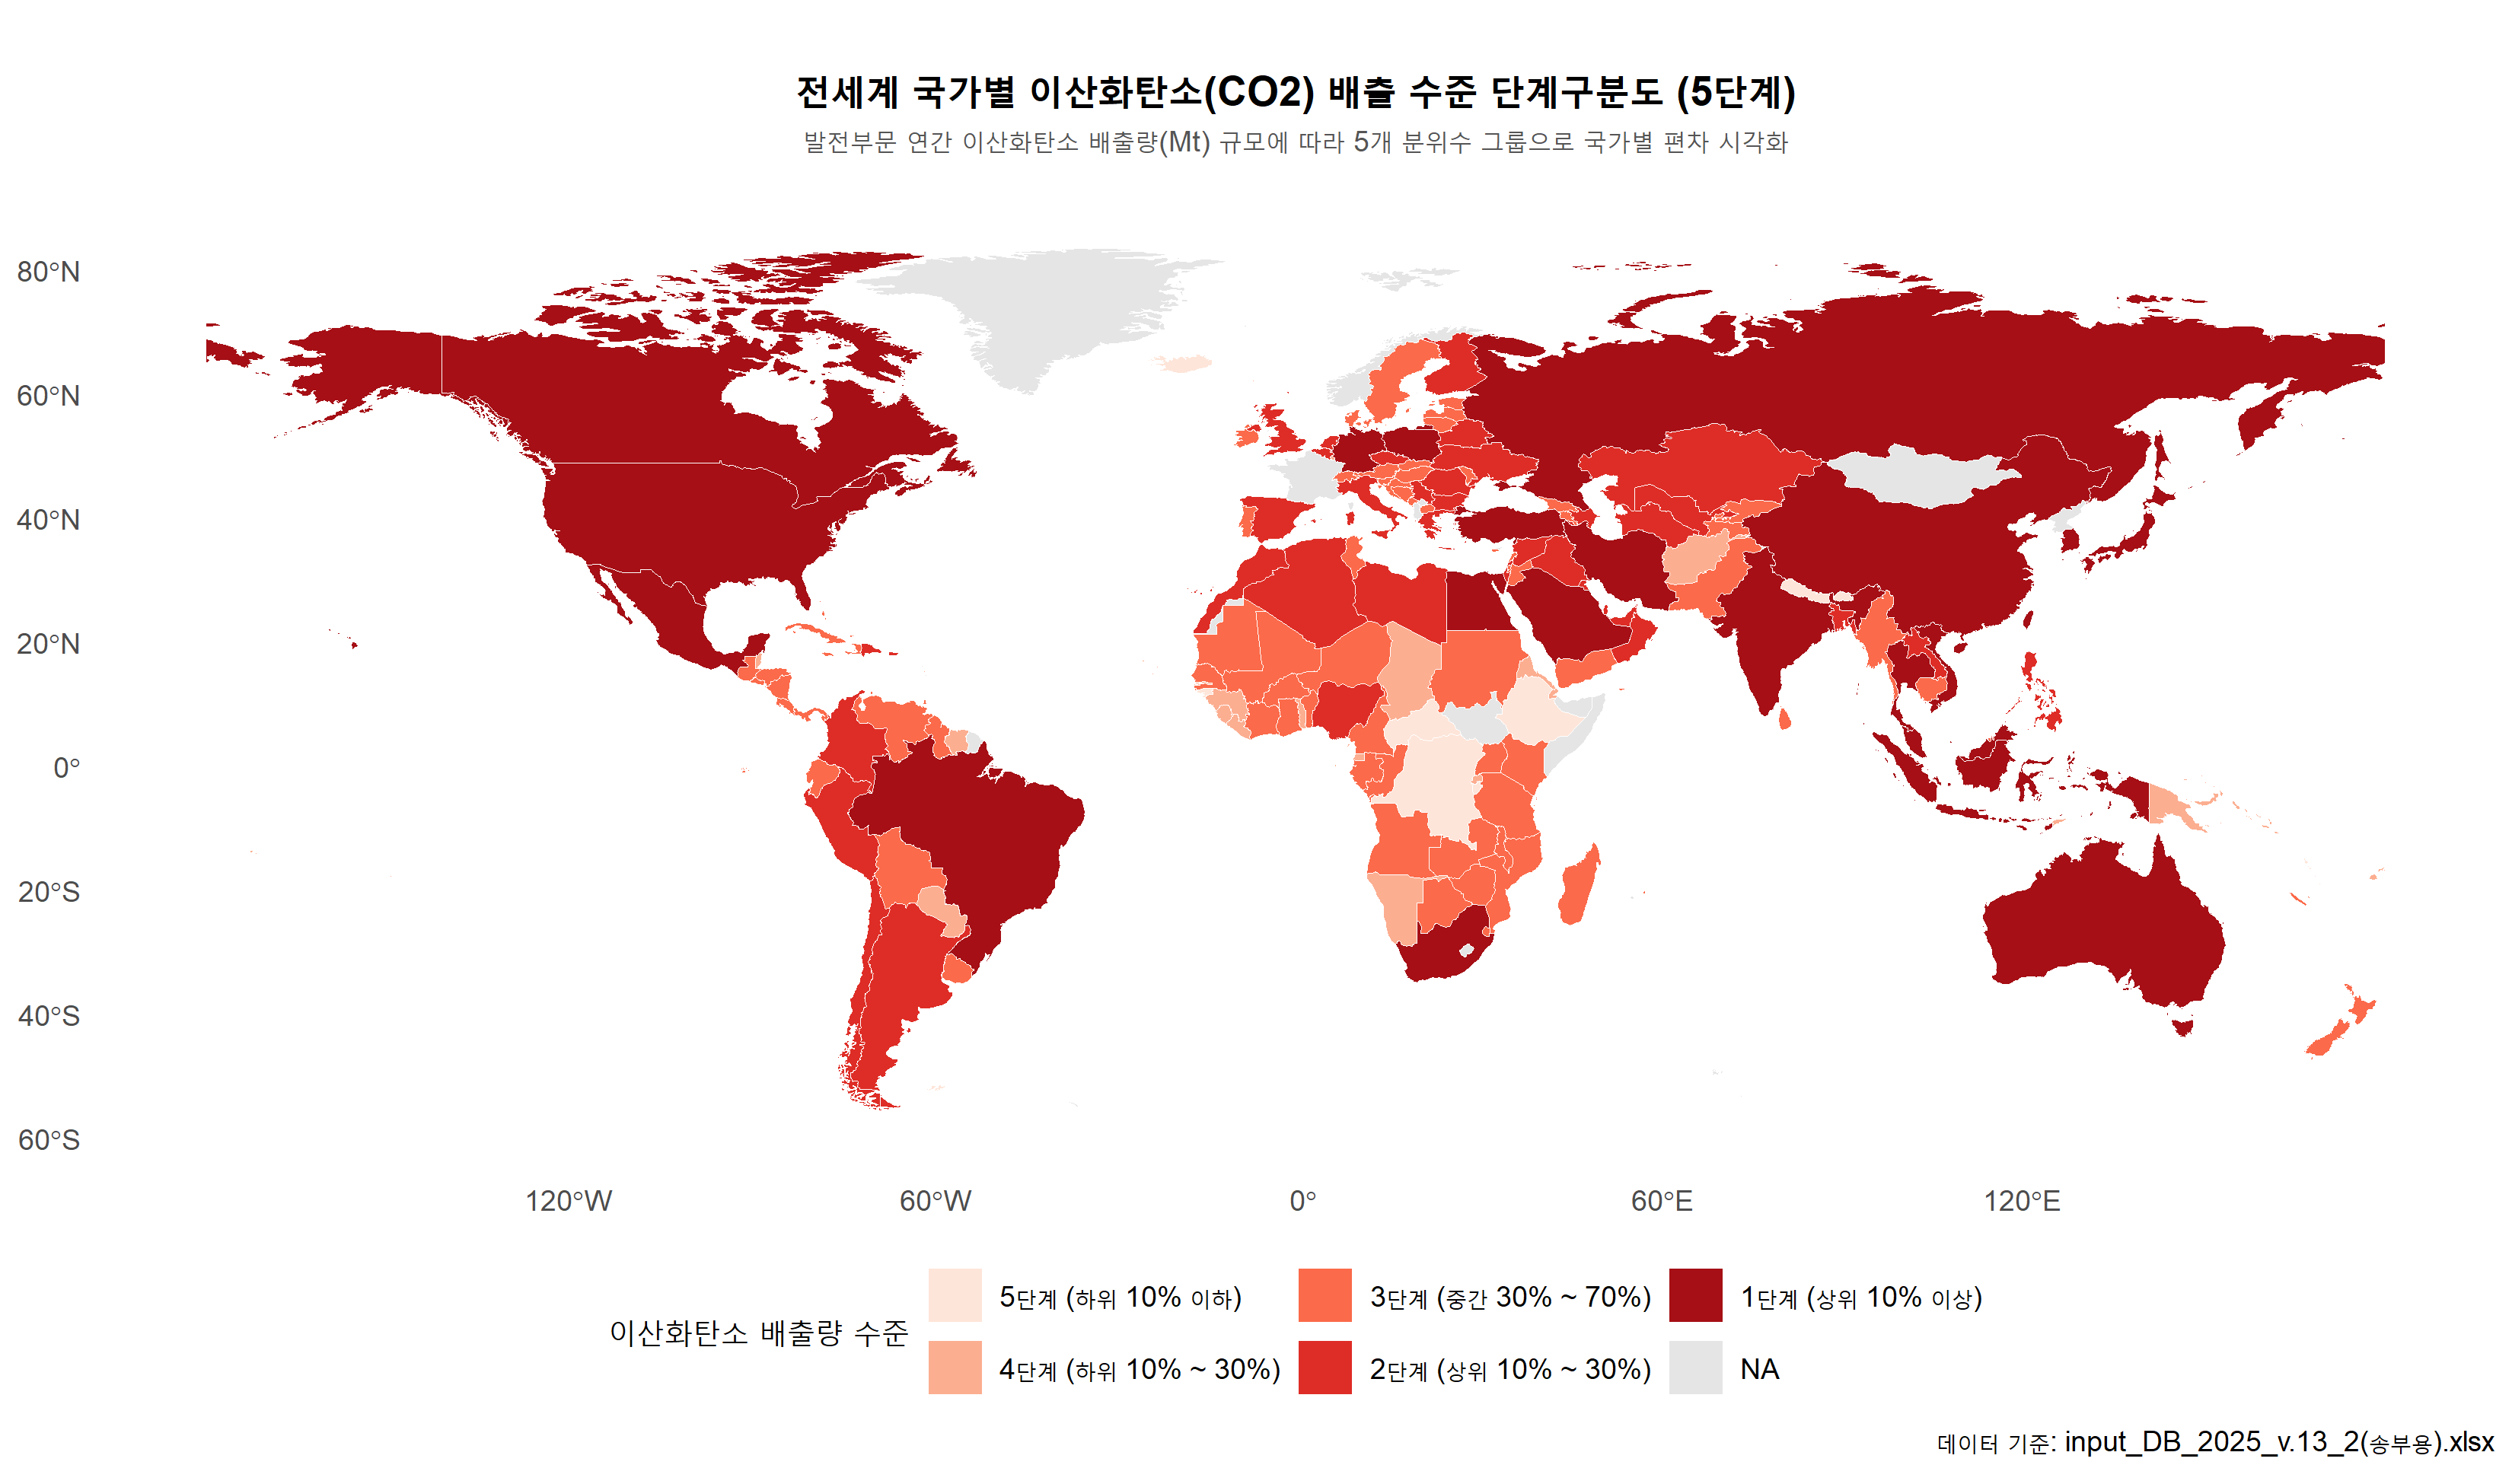 전세계 국가별 이산화탄소(CO2) 배출 수준 단계구분도 (5단계)
발전부문 연간 이산화탄소 배출량(Mt) 규모에 따라 5개 분위수 그룹으로 국가별 편차 시각화
80°N
60°N
40°N
20°N
0°
20°S
40°S
60°S
120°W 60°W 0° 60°E 120°E
이산화탄소 배출량 수준
5단계 (하위 10% 이하) 3단계 (중간 30% ~ 70%) 1단계 (상위 10% 이상)
4단계 (하위 10% ~ 30%) 2단계 (상위 10% ~ 30%) NA
데이터 기준: input_DB_2025_v.13_2(송부용).xlsx